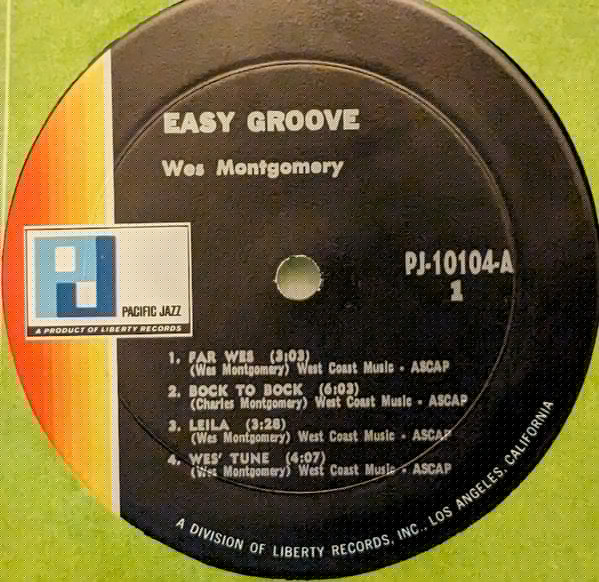 EASY GROOVE
Wes Montgomery
PJ-10104-A
1
PJ
PACIFIC JAZZ
A PRODUCT OF LIBERTY RECORDS
1. FAR WES (3:03)
(Wes Montgomery) West Coast Music • ASCAP
2. BOCK TO BOCK (6:03)
(Charles Montgomery) West Coast Music • ASCAP
3. LEILA (3:28)
(Wes Montgomery) West Coast Music • ASCAP
4. WES' TUNE (4:07)
(Wes Montgomery) West Coast Music • ASCAP
A DIVISION OF LIBERTY RECORDS, INC., LOS ANGELES, CALIFORNIA